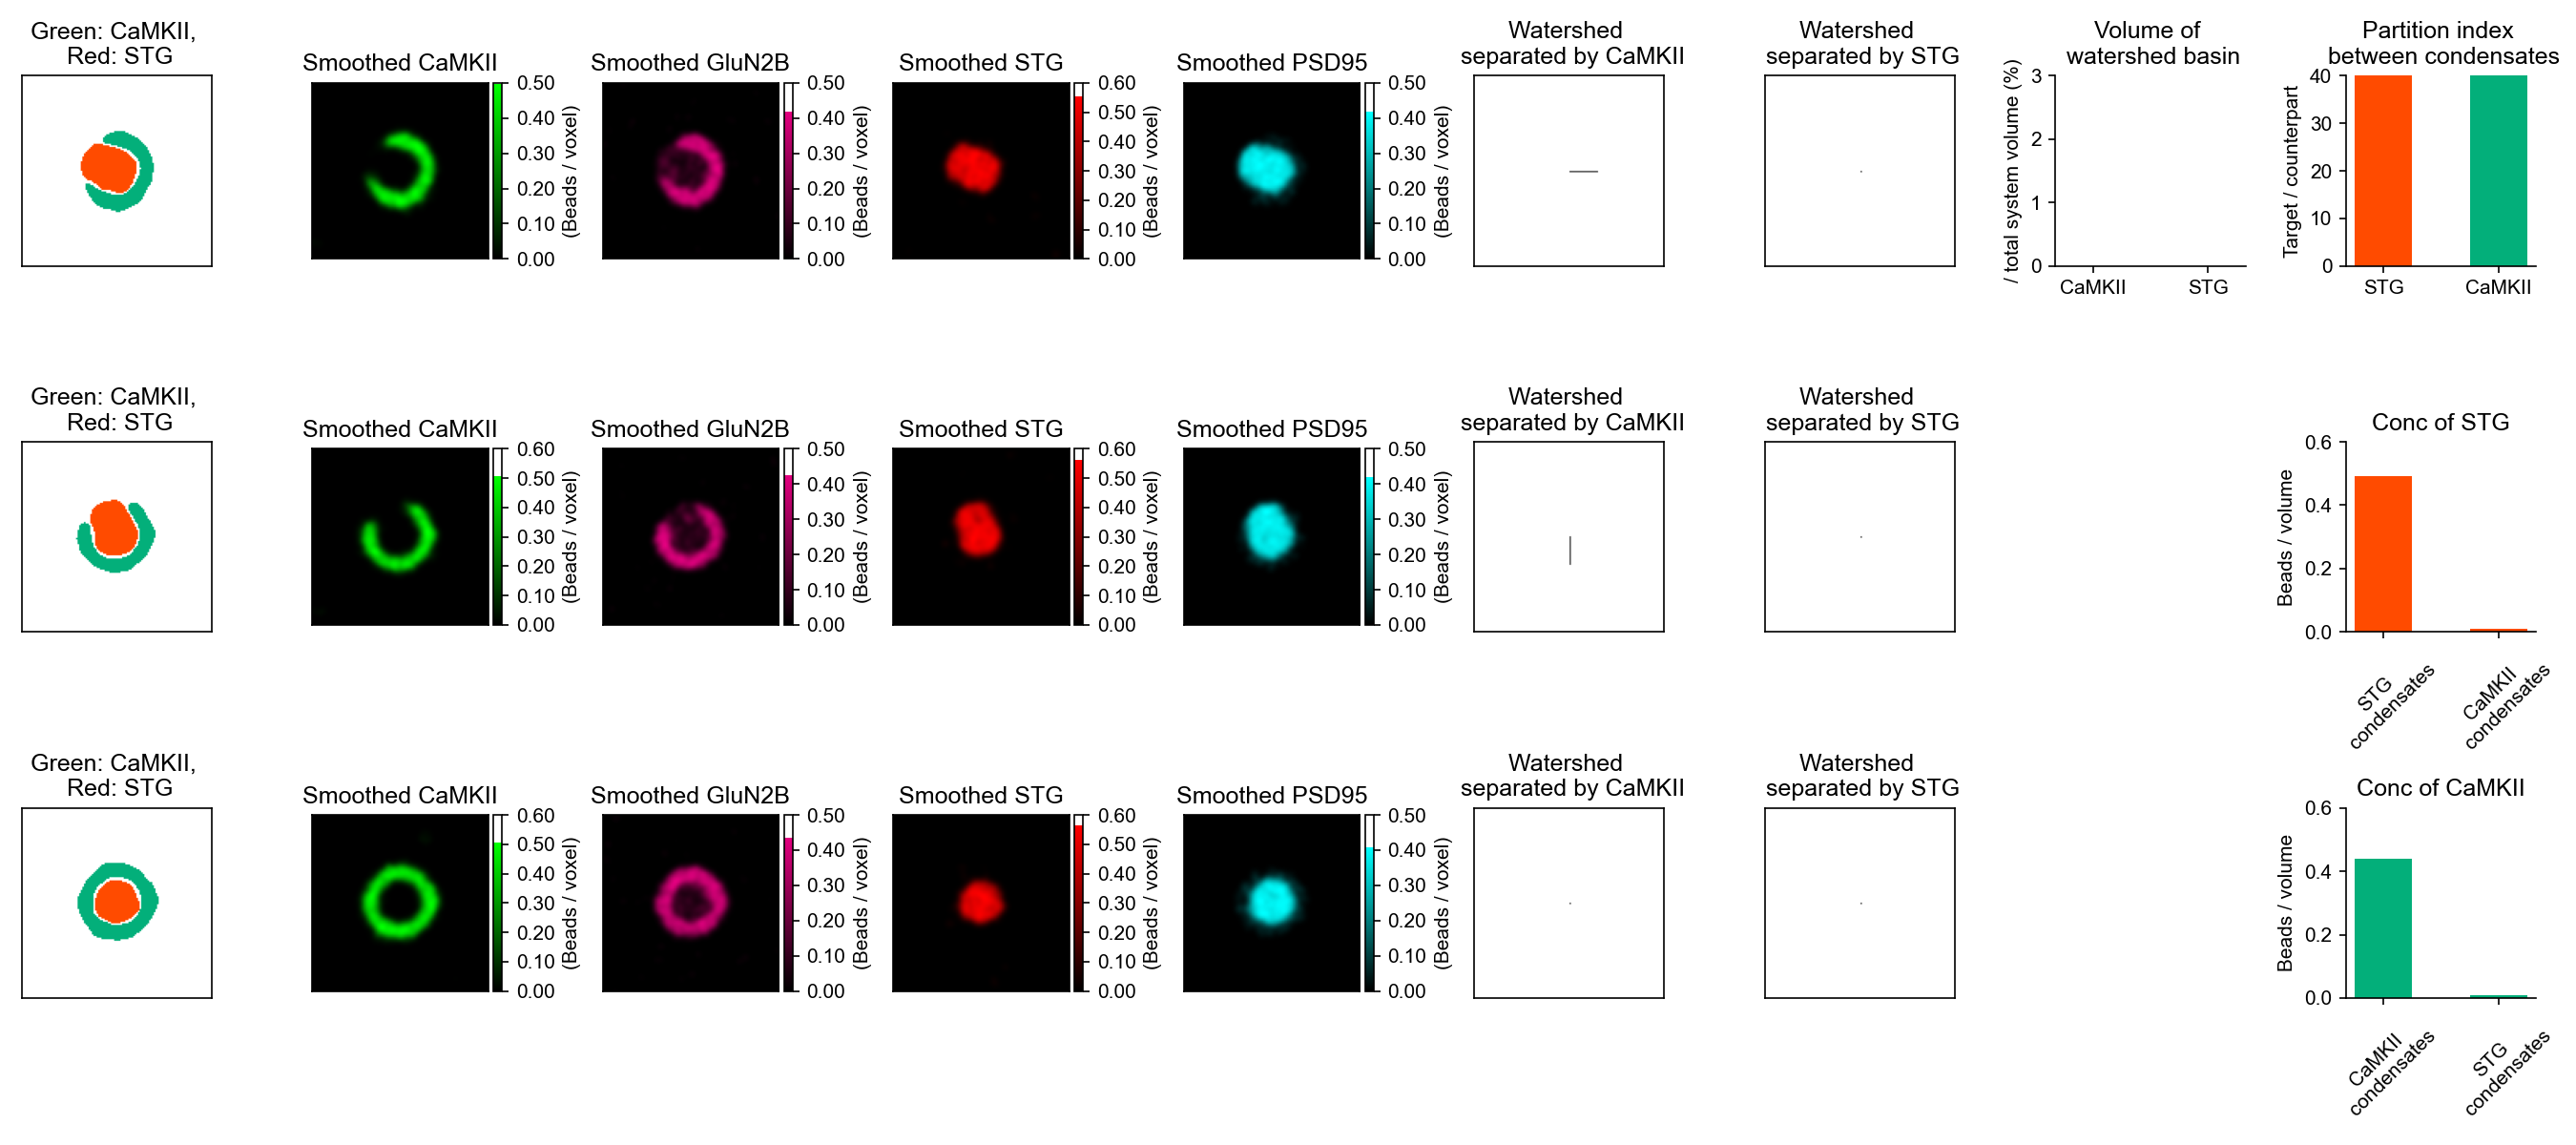 Green: CaMKII,
Red: STG
Smoothed CaMKII
0.50
0.40
0.30
0.20
0.10
0.00
(Beads / voxel)
Smoothed GluN2B
0.50
0.40
0.30
0.20
0.10
0.00
(Beads / voxel)
Smoothed STG
0.60
0.50
0.40
0.30
0.20
0.10
0.00
(Beads / voxel)
Smoothed PSD95
0.50
0.40
0.30
0.20
0.10
0.00
(Beads / voxel)
Watershed
separated by CaMKII
Watershed
separated by STG
Volume of
watershed basin
/ total system volume (%)
3
2
1
0
CaMKII
STG
Partition index
between condensates
Target / counterpart
40
30
20
10
0
STG
CaMKII
Green: CaMKII,
Red: STG
Smoothed CaMKII
0.60
0.50
0.40
0.30
0.20
0.10
0.00
(Beads / voxel)
Smoothed GluN2B
0.50
0.40
0.30
0.20
0.10
0.00
(Beads / voxel)
Smoothed STG
0.60
0.50
0.40
0.30
0.20
0.10
0.00
(Beads / voxel)
Smoothed PSD95
0.50
0.40
0.30
0.20
0.10
0.00
(Beads / voxel)
Watershed
separated by CaMKII
Watershed
separated by STG
Conc of STG
Beads / volume
0.6
0.4
0.2
0.0
STG
condensates
CaMKII
condensates
Green: CaMKII,
Red: STG
Smoothed CaMKII
0.60
0.50
0.40
0.30
0.20
0.10
0.00
(Beads / voxel)
Smoothed GluN2B
0.50
0.40
0.30
0.20
0.10
0.00
(Beads / voxel)
Smoothed STG
0.60
0.50
0.40
0.30
0.20
0.10
0.00
(Beads / voxel)
Smoothed PSD95
0.50
0.40
0.30
0.20
0.10
0.00
(Beads / voxel)
Watershed
separated by CaMKII
Watershed
separated by STG
Conc of CaMKII
Beads / volume
0.6
0.4
0.2
0.0
CaMKII
condensates
STG
condensates